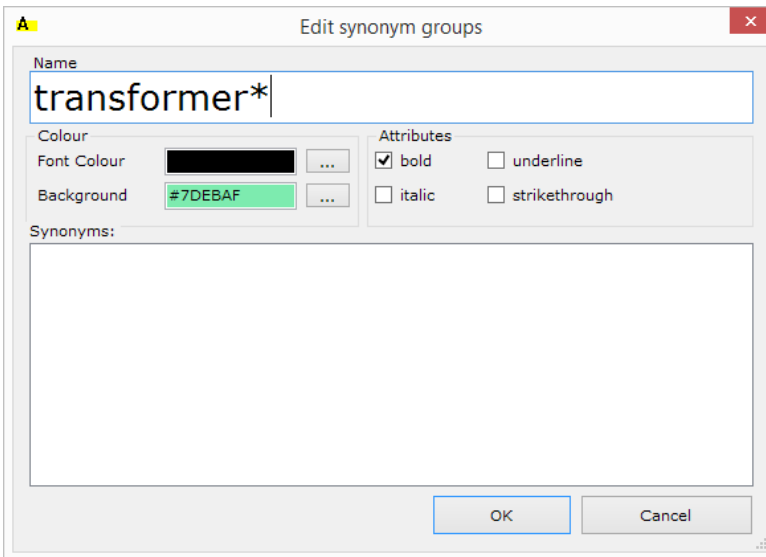 A
Edit synonym groups
Name
transformer*
Colour
Font Colour ...
Background #7DEBAF ...
Attributes
bold underline
italic strikethrough
Synonyms:
OK Cancel